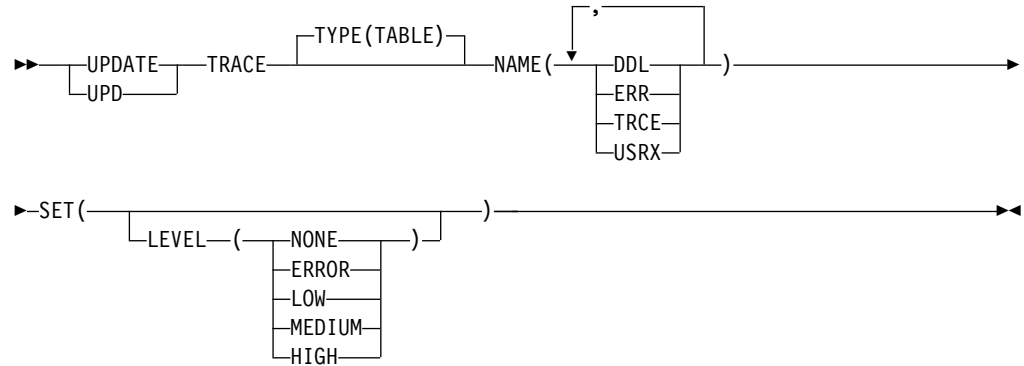 ,
TYPE(TABLE)
UPDATE TRACE NAME( DDL )
UPD ERR
TRCE
USRX
SET( )
LEVEL ( NONE )
ERROR
LOW
MEDIUM
HIGH